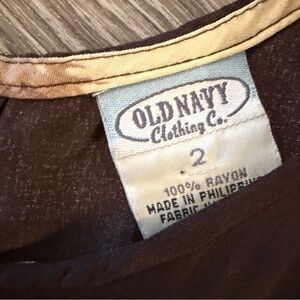 OLD NAVY
Clothing Co.
2
100% RAYON
MADE IN
FABRIC